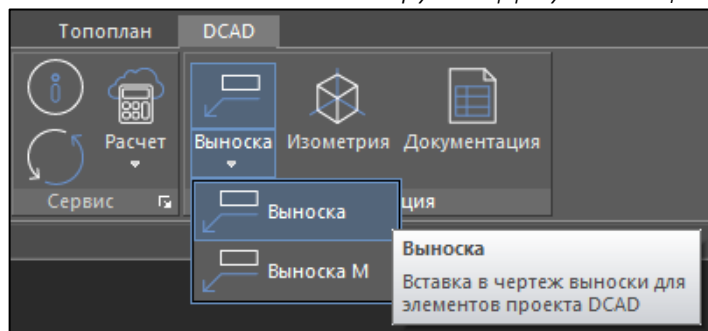 Топоплан DCAD
Расчет Выноска Изометрия Документация
Сервис ция
Выноска
Выноска М
Выноска
Вставка в чертеж выноски для
элементов проекта DCAD